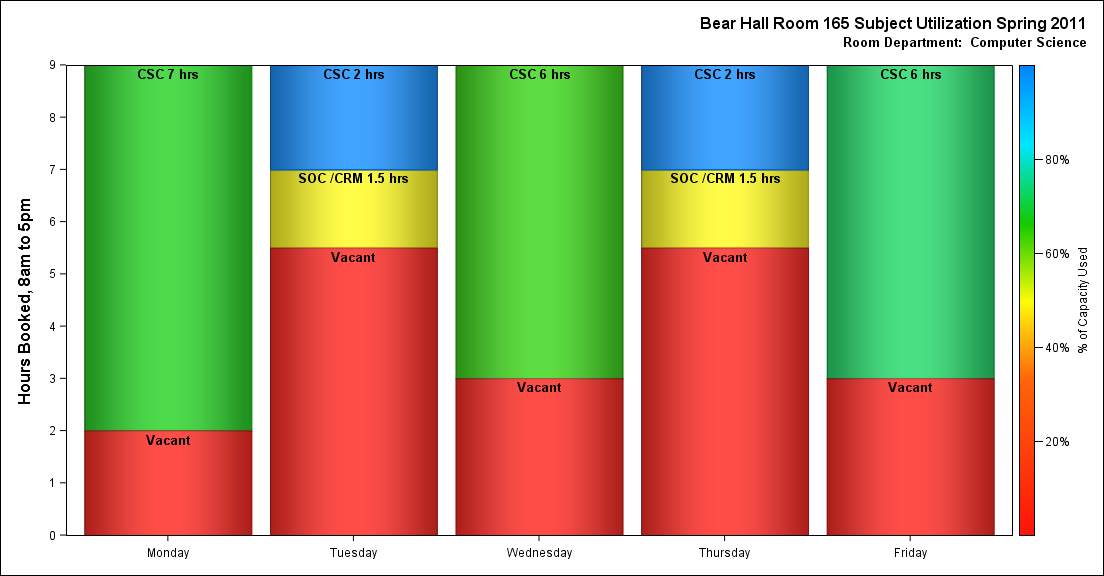 Bear Hall Room 165 Subject Utilization Spring 2011
Room Department:  Computer Science
Hours Booked, 8am to 5pm
9
8
7
6
5
4
3
2
1
0
CSC 7 hrs
Vacant
CSC 2 hrs
SOC /CRM 1.5 hrs
Vacant
CSC 6 hrs
Vacant
CSC 2 hrs
SOC /CRM 1.5 hrs
Vacant
CSC 6 hrs
Vacant
Monday
Tuesday
Wednesday
Thursday
Friday
80%
60%
40%
20%
% of Capacity Used